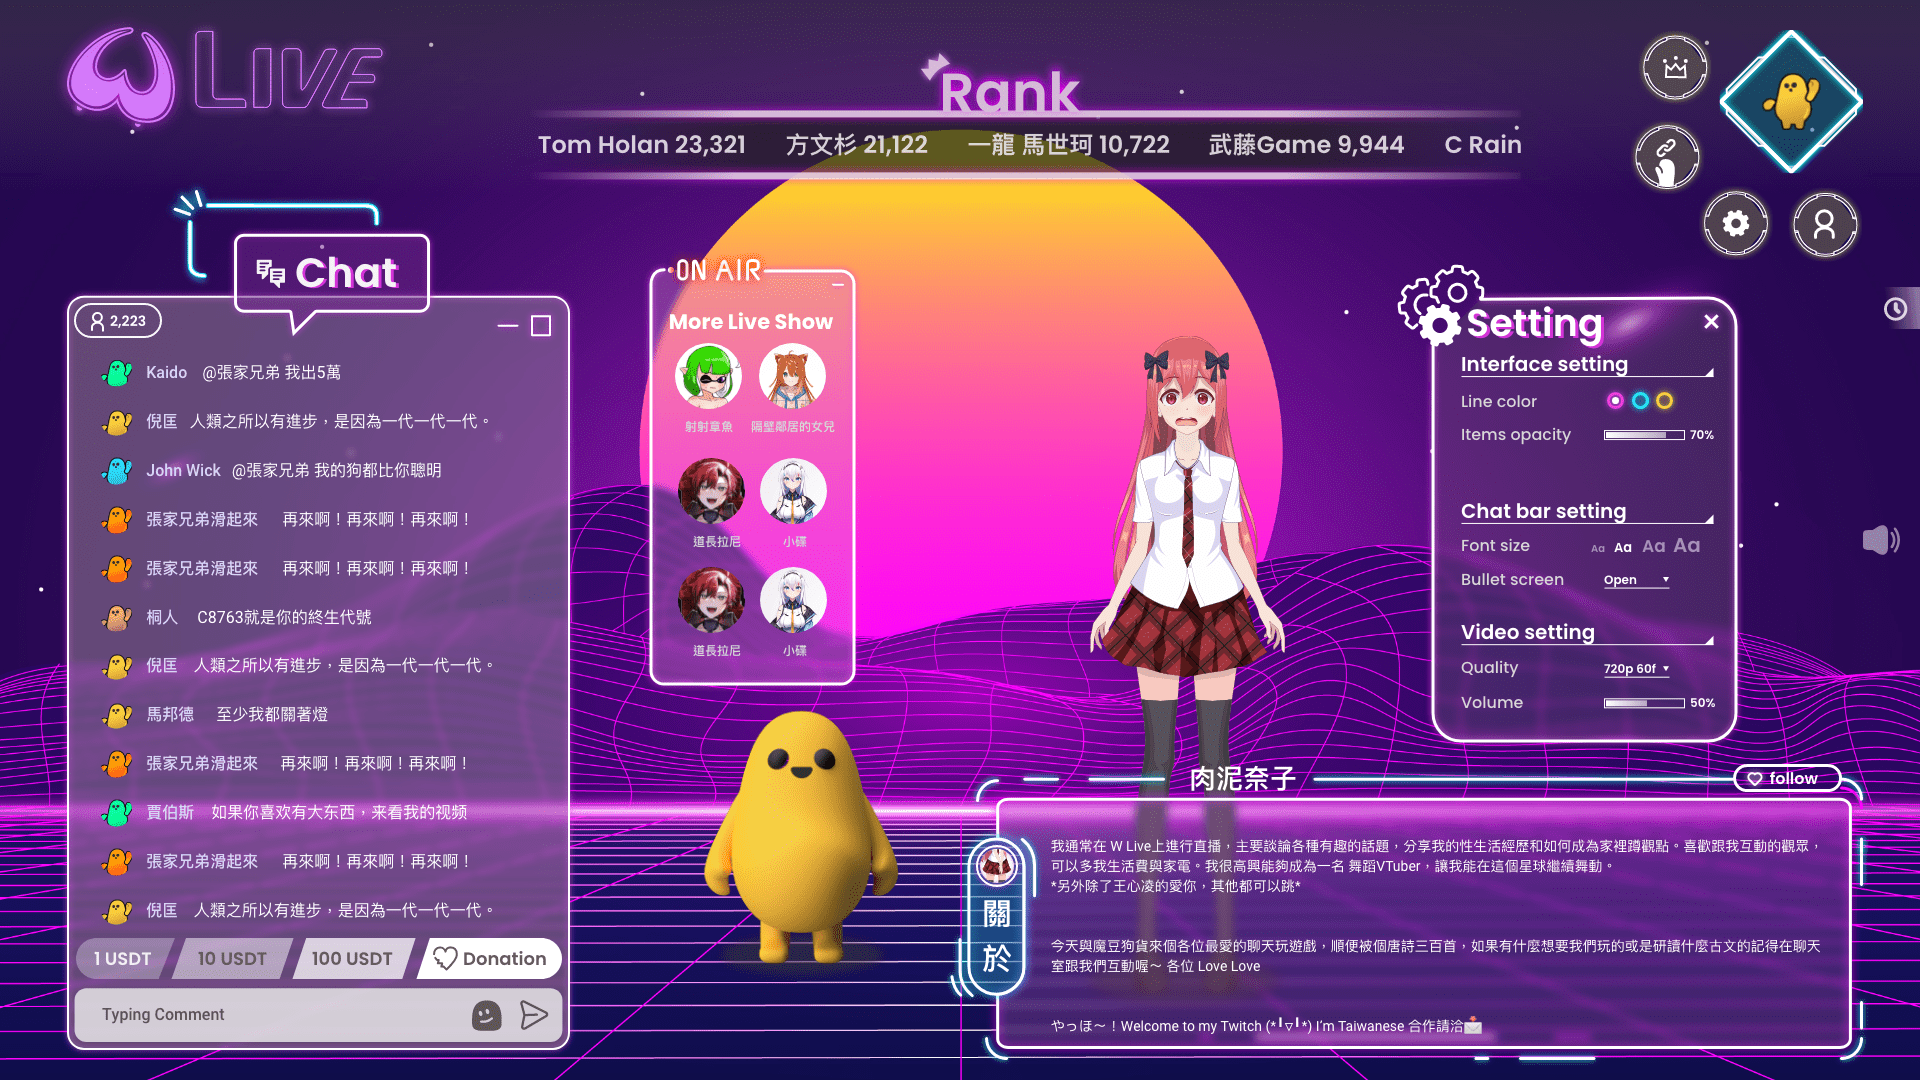 W LIVE
Rank
Tom Holan 23,321 方文杉 21,122 一龍 馬世珂 10,722 武藤Game 9,944 C Rain
Chat
2,223
Kaido @張家兄弟 我出5萬
倪匡 人類之所以有進步，是因為一代一代一代。
John Wick @張家兄弟 我的狗都比你聰明
張家兄弟滑起來 再來啊！再來啊！再來啊！
張家兄弟滑起來 再來啊！再來啊！再來啊！
桐人 C8763就是你的終生代號
倪匡 人類之所以有進步，是因為一代一代一代。
馬邦德 至少我都關著燈
張家兄弟滑起來 再來啊！再來啊！再來啊！
賈伯斯 如果你喜欢有大东西，来看我的视频
張家兄弟滑起來 再來啊！再來啊！再來啊！
倪匡 人類之所以有進步，是因為一代一代一代。
1 USDT 10 USDT 100 USDT Donation
Typing Comment
ON AIR
More Live Show
射射章魚 隔壁鄰居的女兒
道長拉尼 小碟
道長拉尼 小碟
Setting
Interface setting
Line color
Items opacity 70%
Chat bar setting
Font size Aa Aa Aa Aa
Bullet screen Open
Video setting
Quality 720p 60f
Volume 50%
肉泥奈子
follow
關於
我通常在 W Live上進行直播，主要談論各種有趣的話題，分享我的性生活經歷和如何成為家裡蹲觀點。喜歡跟我互動的觀眾，
可以多我生活費與家電。我很高興能夠成為一名 舞蹈VTuber，讓我能在這個星球繼續舞動。
*另外除了王心凌的愛你，其他都可以跳*
今天與魔豆狗貨來個各位最愛的聊天玩遊戲，順便被個唐詩三百首，如果有什麼想要我們玩的或是研讀什麼古文的記得在聊天
室跟我們互動喔～ 各位 Love Love
やっほ～！Welcome to my Twitch (*╹▽╹*) I'm Taiwanese 合作請洽📩